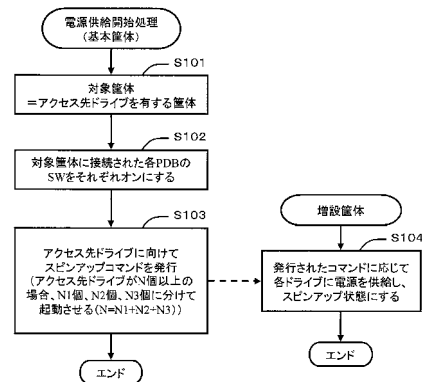 電源供給開始処理
(基本筐体)
S101
対象筐体
＝アクセス先ドライブを有する筐体
S102
対象筐体に接続された各PDBの
SWをそれぞれオンにする
S103
アクセス先ドライブに向けて
スピンアップコマンドを発行
(アクセス先ドライブがN個以上の
場合、N1個、N2個、N3個に分けて
起動させる(N=N1+N2+N3))
エンド
増設筐体
S104
発行されたコマンドに応じて
各ドライブに電源を供給し、
スピンアップ状態にする
エンド